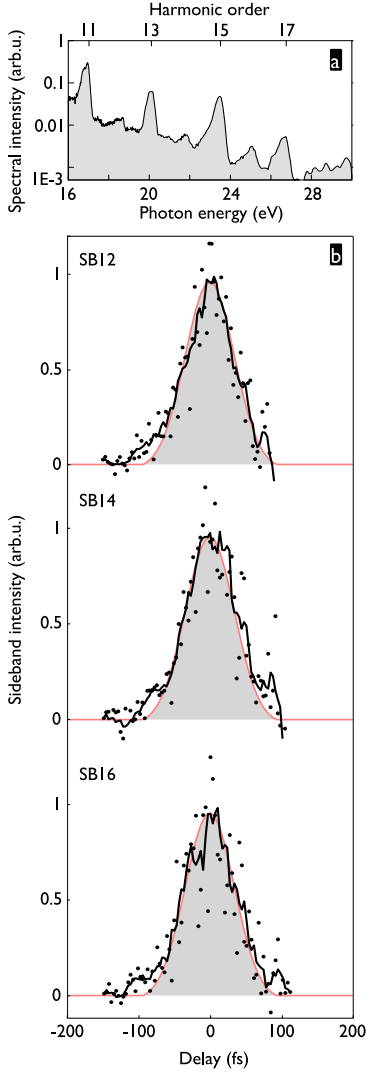 Harmonic order
11 13 15 17
Spectral intensity (arb.u.)
1
0.1
0.01
1E-3
a
16 20 24 28
Photon energy (eV)
b
SB12
1
0.5
0
SB14
1
0.5
0
Sideband intensity (arb.u.)
SB16
1
0.5
0
-200 -100 0 100 200
Delay (fs)